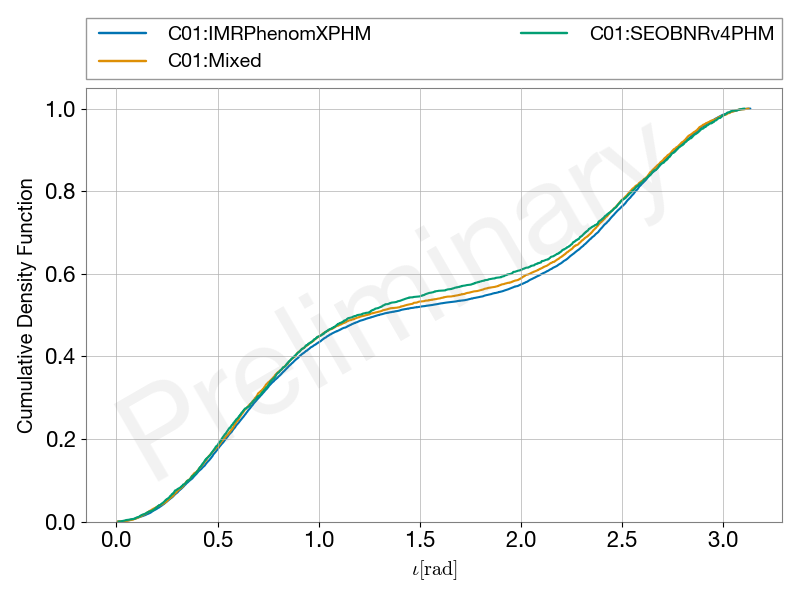 C01:IMRPhenomXPHM
C01:Mixed
C01:SEOBNRv4PHM
Cumulative Density Function
1.0
0.8
0.6
0.4
0.2
0.0
Preliminary
0.0 0.5 1.0 1.5 2.0 2.5 3.0
ι[rad]